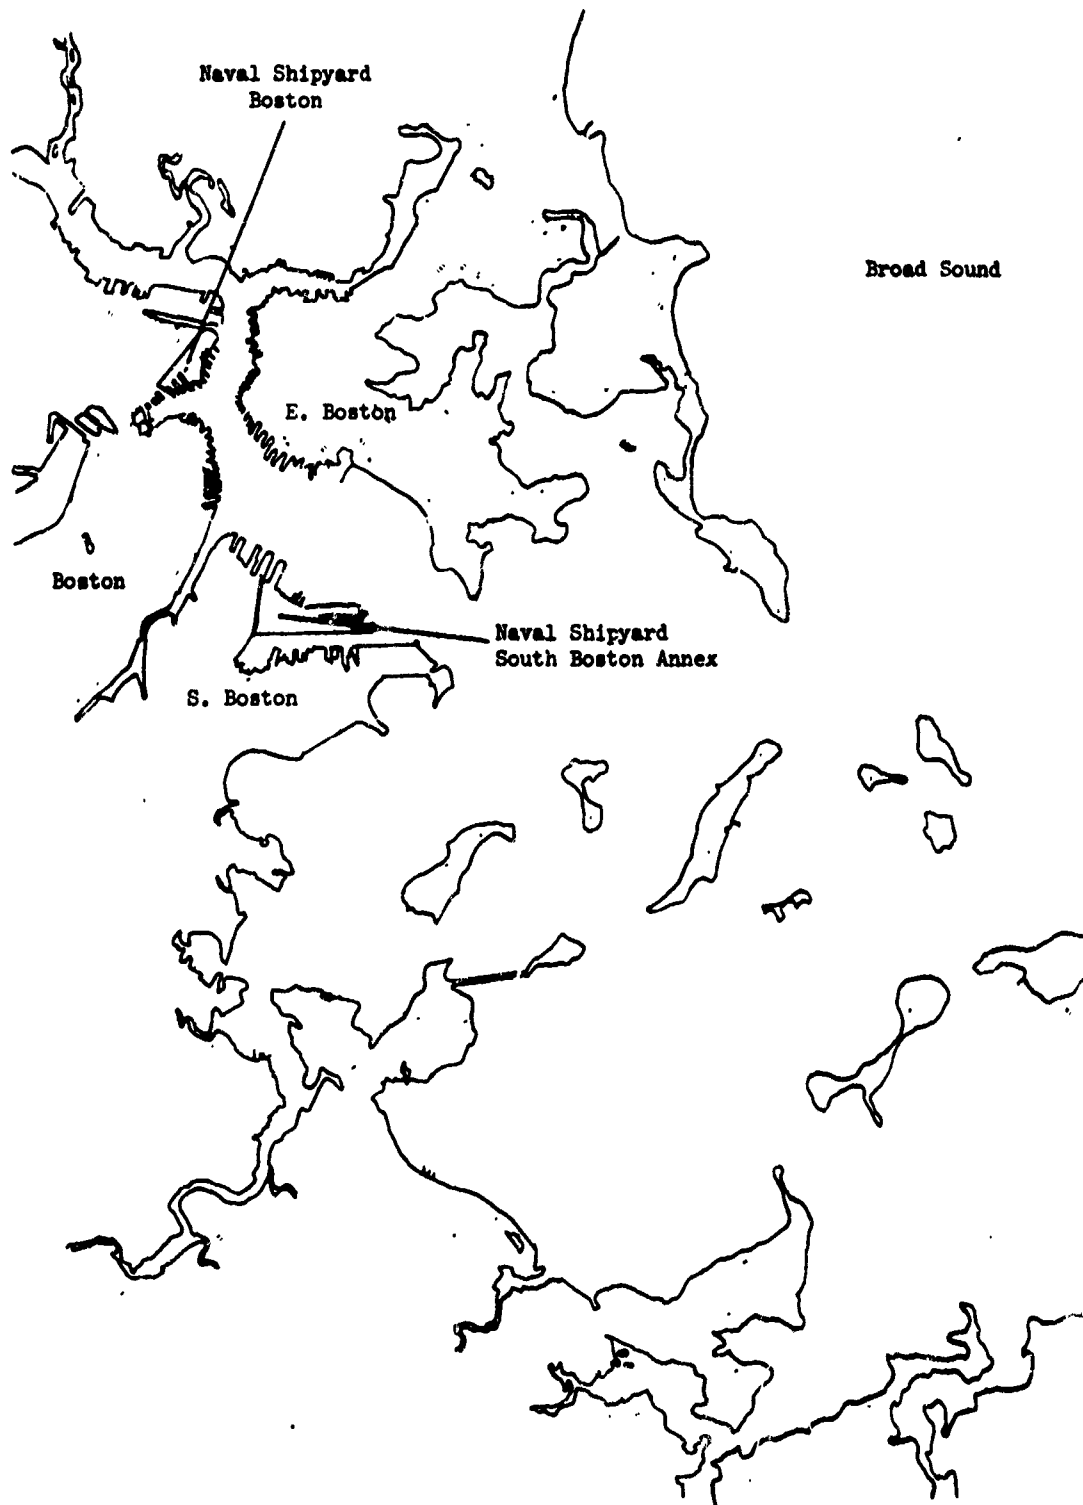 Naval Shipyard
Boston
Broad Sound
E. Boston
Boston
Naval Shipyard
South Boston Annex
S. Boston